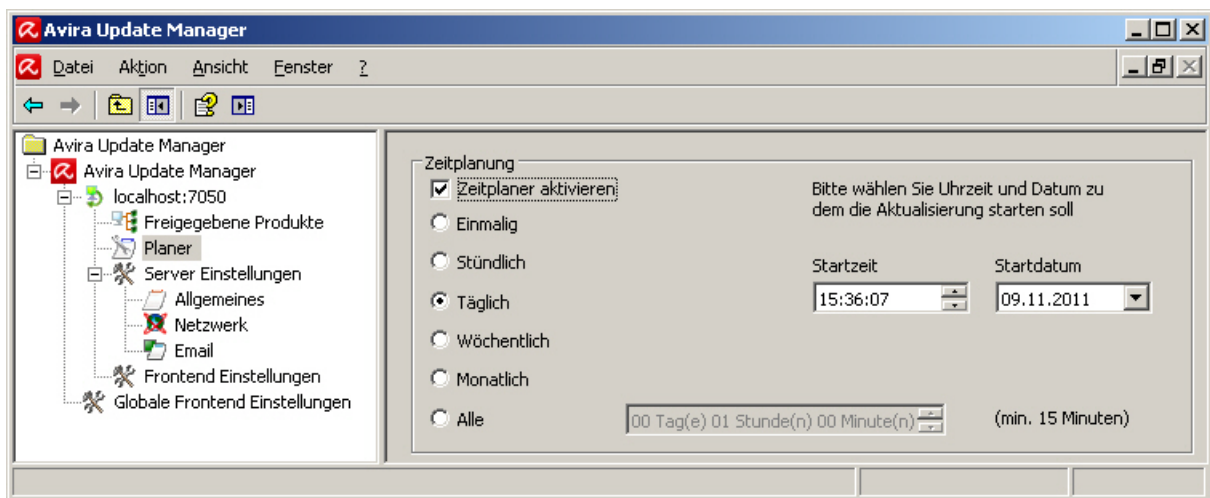 Avira Update Manager
Datei Aktion Ansicht Fenster ?
Avira Update Manager
Avira Update Manager
localhost:7050
Freigegebene Produkte
Planer
Server Einstellungen
Allgemeines
Netzwerk
Email
Frontend Einstellungen
Globale Frontend Einstellungen
Zeitplanung
Zeitplaner aktivieren
Einmalig
Stündlich
Täglich
Wöchentlich
Monatlich
Alle
00 Tag(e) 01 Stunde(n) 00 Minute(n)
(min. 15 Minuten)
Bitte wählen Sie Uhrzeit und Datum zu
dem die Aktualisierung starten soll
Startzeit
Startdatum
15:36:07
09.11.2011